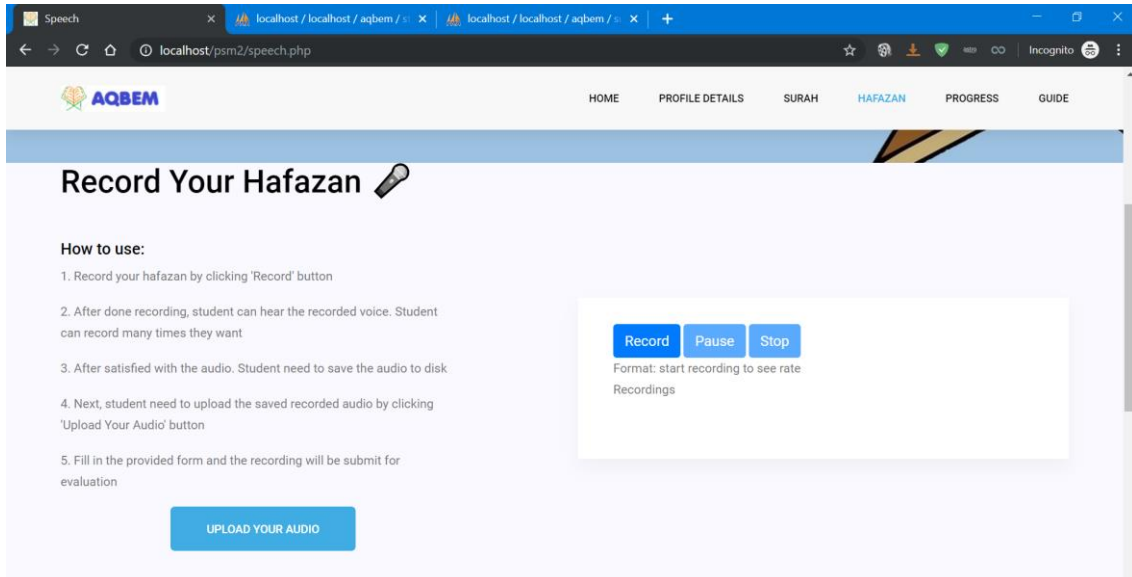 Speech
localhost / localhost / aqbem / s
localhost / localhost / aqbem / s
localhost/psm2/speech.php
Incognito
AQBEM
HOME PROFILE DETAILS SURAH HAFAZAN PROGRESS GUIDE
Record Your Hafazan
How to use:
1. Record your hafazan by clicking 'Record' button
2. After done recording, student can hear the recorded voice. Student
can record many times they want
3. After satisfied with the audio. Student need to save the audio to disk
4. Next, student need to upload the saved recorded audio by clicking
'Upload Your Audio' button
5. Fill in the provided form and the recording will be submit for
evaluation
UPLOAD YOUR AUDIO
Record Pause Stop
Format: start recording to see rate
Recordings